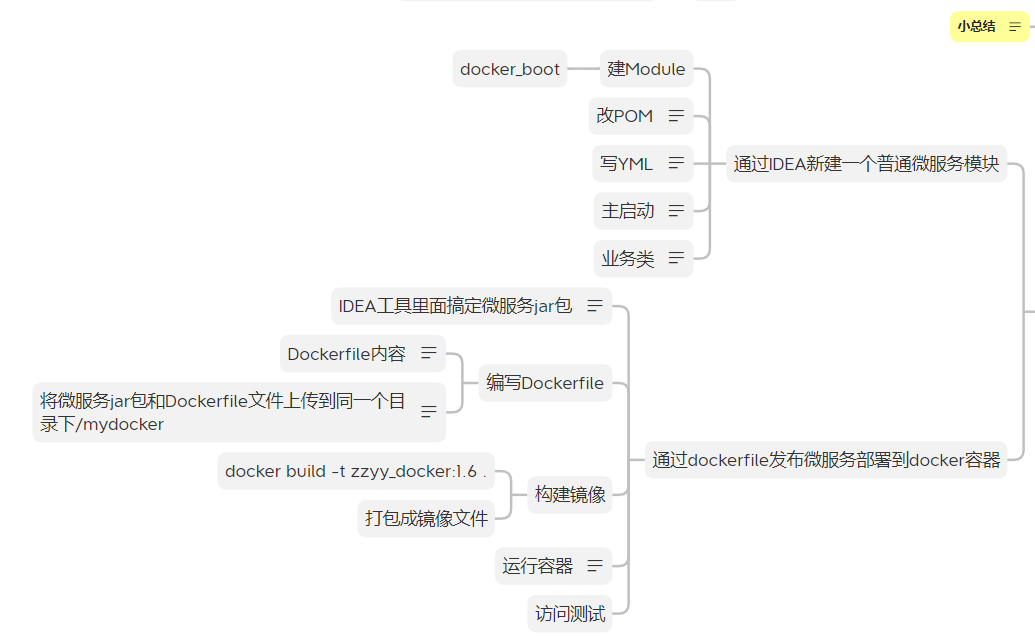 小总结
docker_boot
建Module
改POM
写YML
通过IDEA新建一个普通微服务模块
主启动
业务类
IDEA工具里面搞定微服务jar包
Dockerfile内容
编写Dockerfile
将微服务jar包和Dockerfile文件上传到同一个目
录下/mydocker
通过dockerfile发布微服务部署到docker容器
docker build -t zzyy_docker:1.6 .
构建镜像
打包成镜像文件
运行容器
访问测试